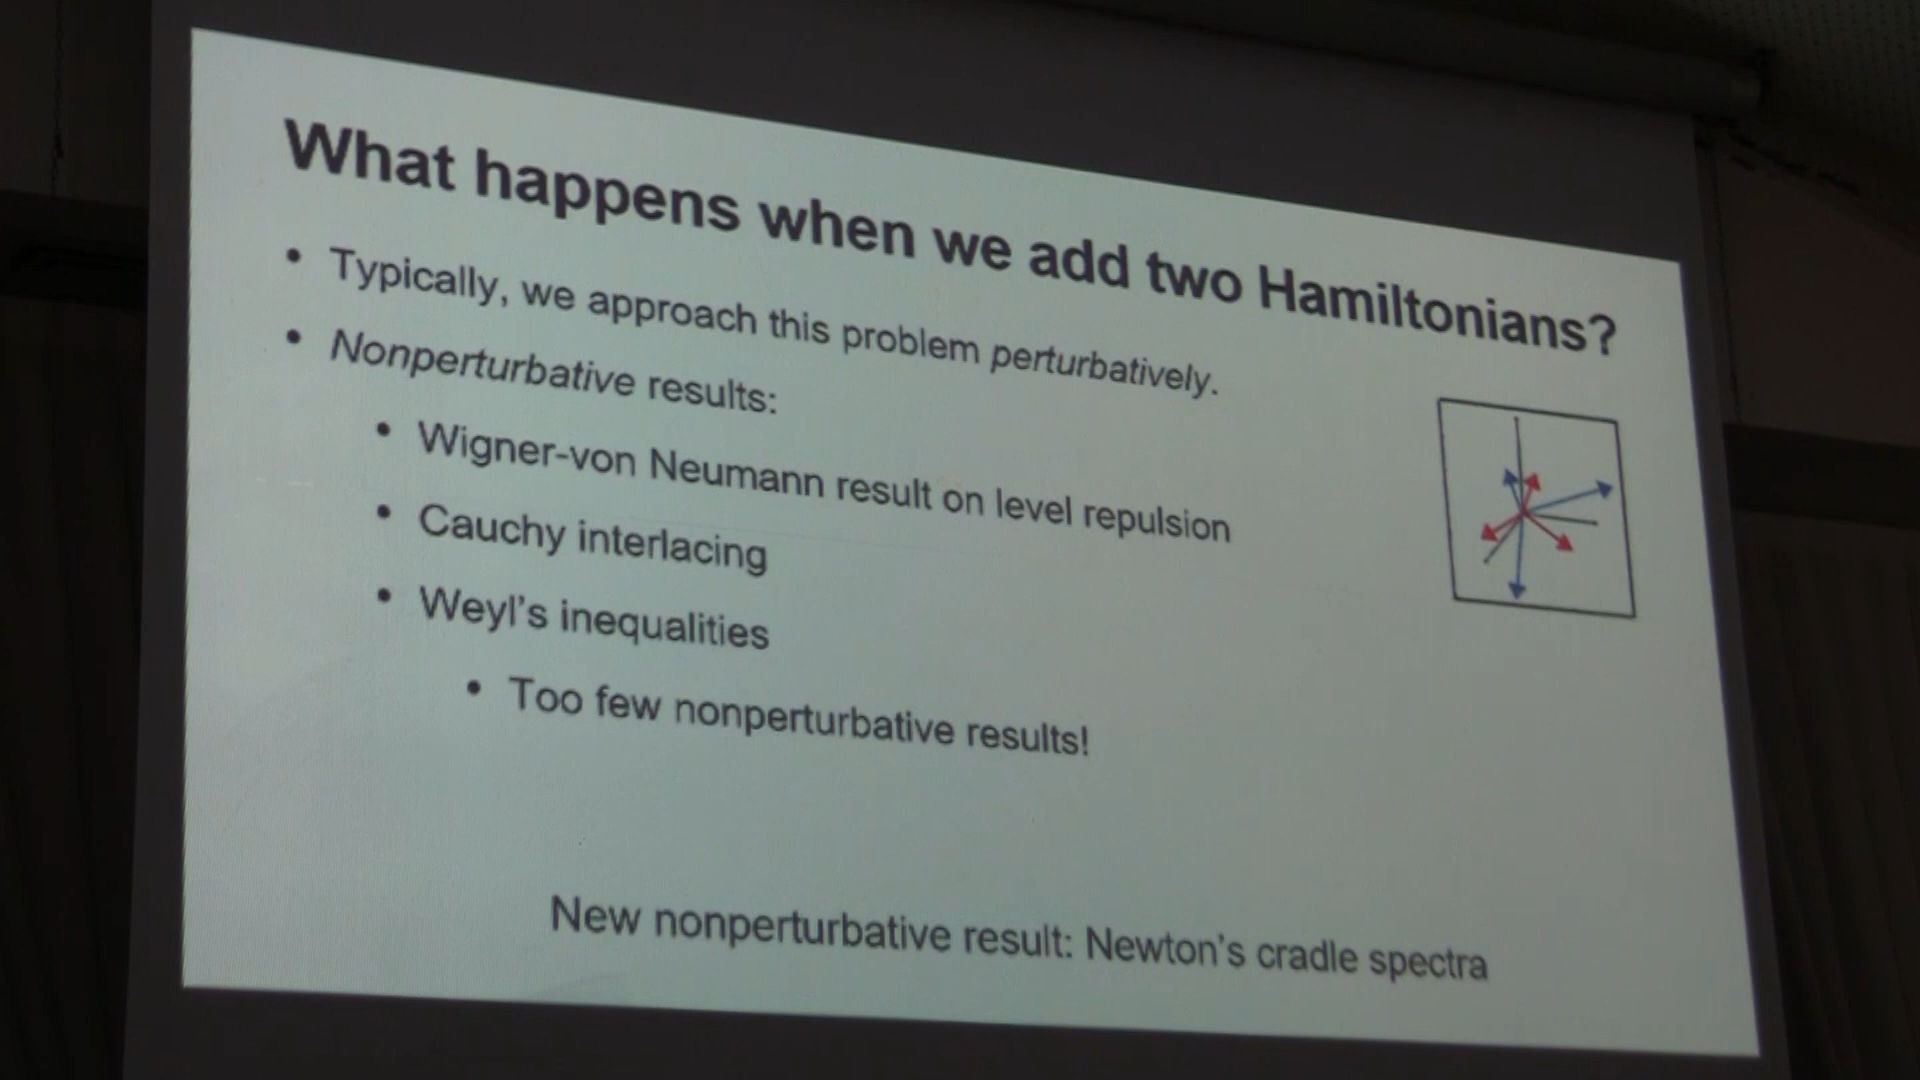 What happens when we add two Hamiltonians?
• Typically, we approach this problem perturbatively.
• Nonperturbative results:
• Wigner-von Neumann result on level repulsion
• Cauchy interlacing
• Weyl's inequalities
• Too few nonperturbative results!
New nonperturbative result: Newton's cradle spectra